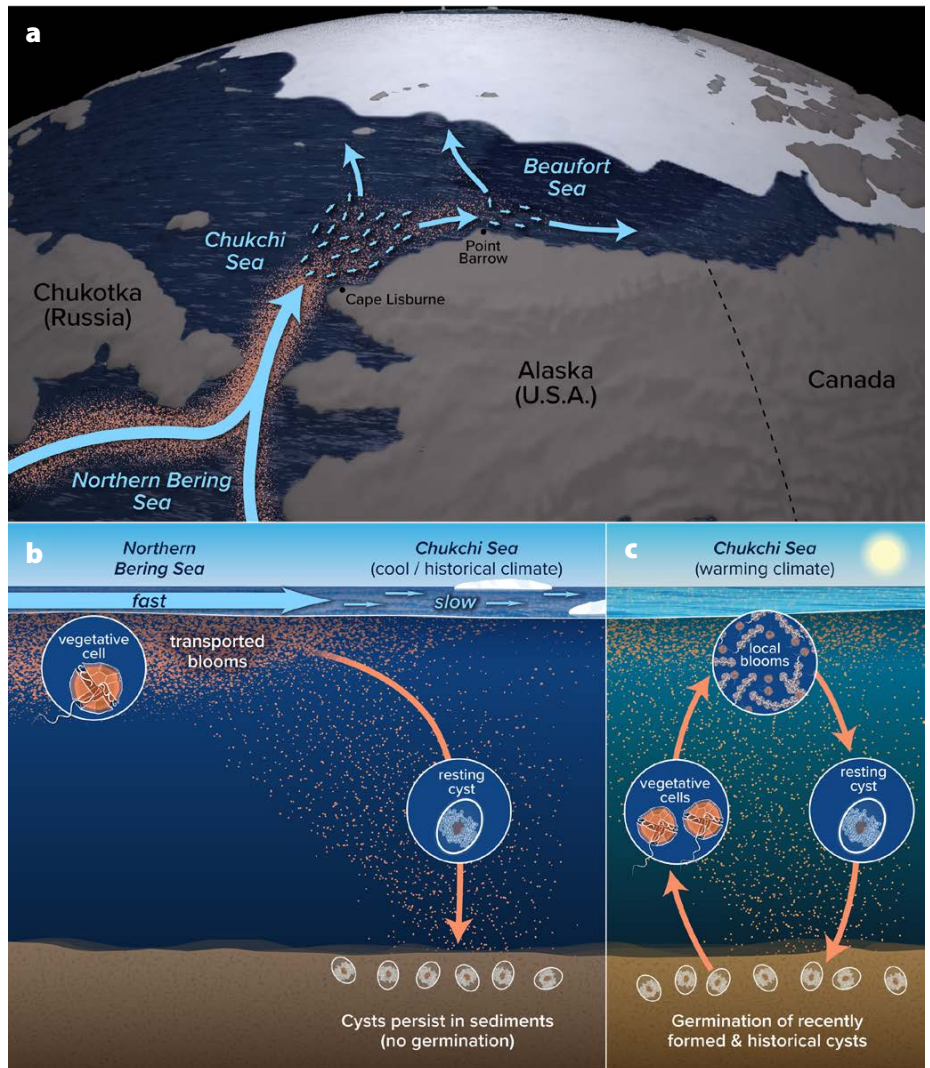 a
Beaufort
Sea
Chukchi
Sea
Point
Barrow
Cape Lisburne
Chukotka
(Russia)
Alaska
(U.S.A.)
Canada
Northern Bering
Sea
b
Northern
Bering Sea
Chukchi Sea
(cool / historical climate)
fast
slow
vegetative
cell
transported
blooms
resting
cyst
Cysts persist in sediments
(no germination)
c
Chukchi Sea
(warming climate)
local
blooms
vegetative
cells
resting
cyst
Germination of recently
formed & historical cysts